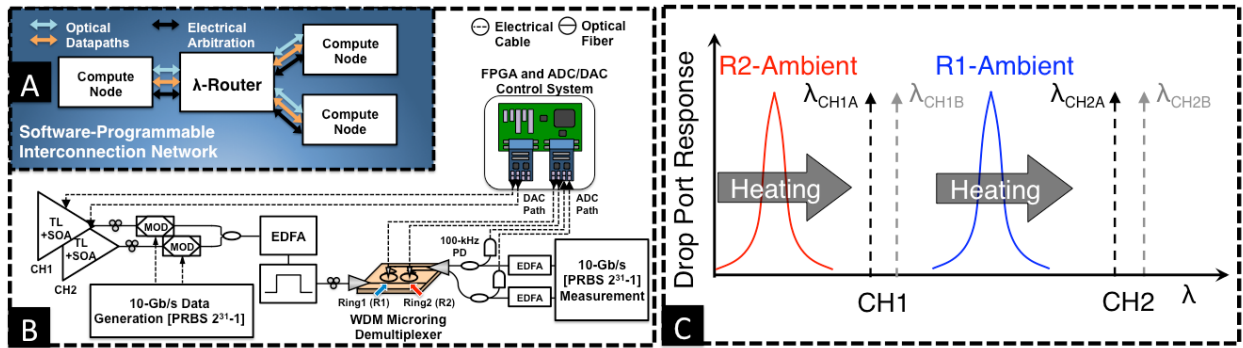 Optical
Datapaths
Electrical
Arbitration
Compute
Node
λ-Router
Compute
Node
Compute
Node
A
Software-Programmable
Interconnection Network
Electrical
Cable
Optical
Fiber
FPGA and ADC/DAC
Control System
DAC
Path
ADC
Path
TL
+SOA
TL
+SOA
CH1
CH2
MOD
MOD
EDFA
100-kHz
PD
EDFA
EDFA
10-Gb/s
[PRBS 2³¹-1]
Measurement
10-Gb/s Data
Generation [PRBS 2³¹-1]
Ring1 (R1)
Ring2 (R2)
WDM Microring
Demultiplexer
B
Drop Port Response
R2-Ambient
R1-Ambient
λCH1A
λCH1B
λCH2A
λCH2B
Heating
Heating
CH1
CH2
λ
C